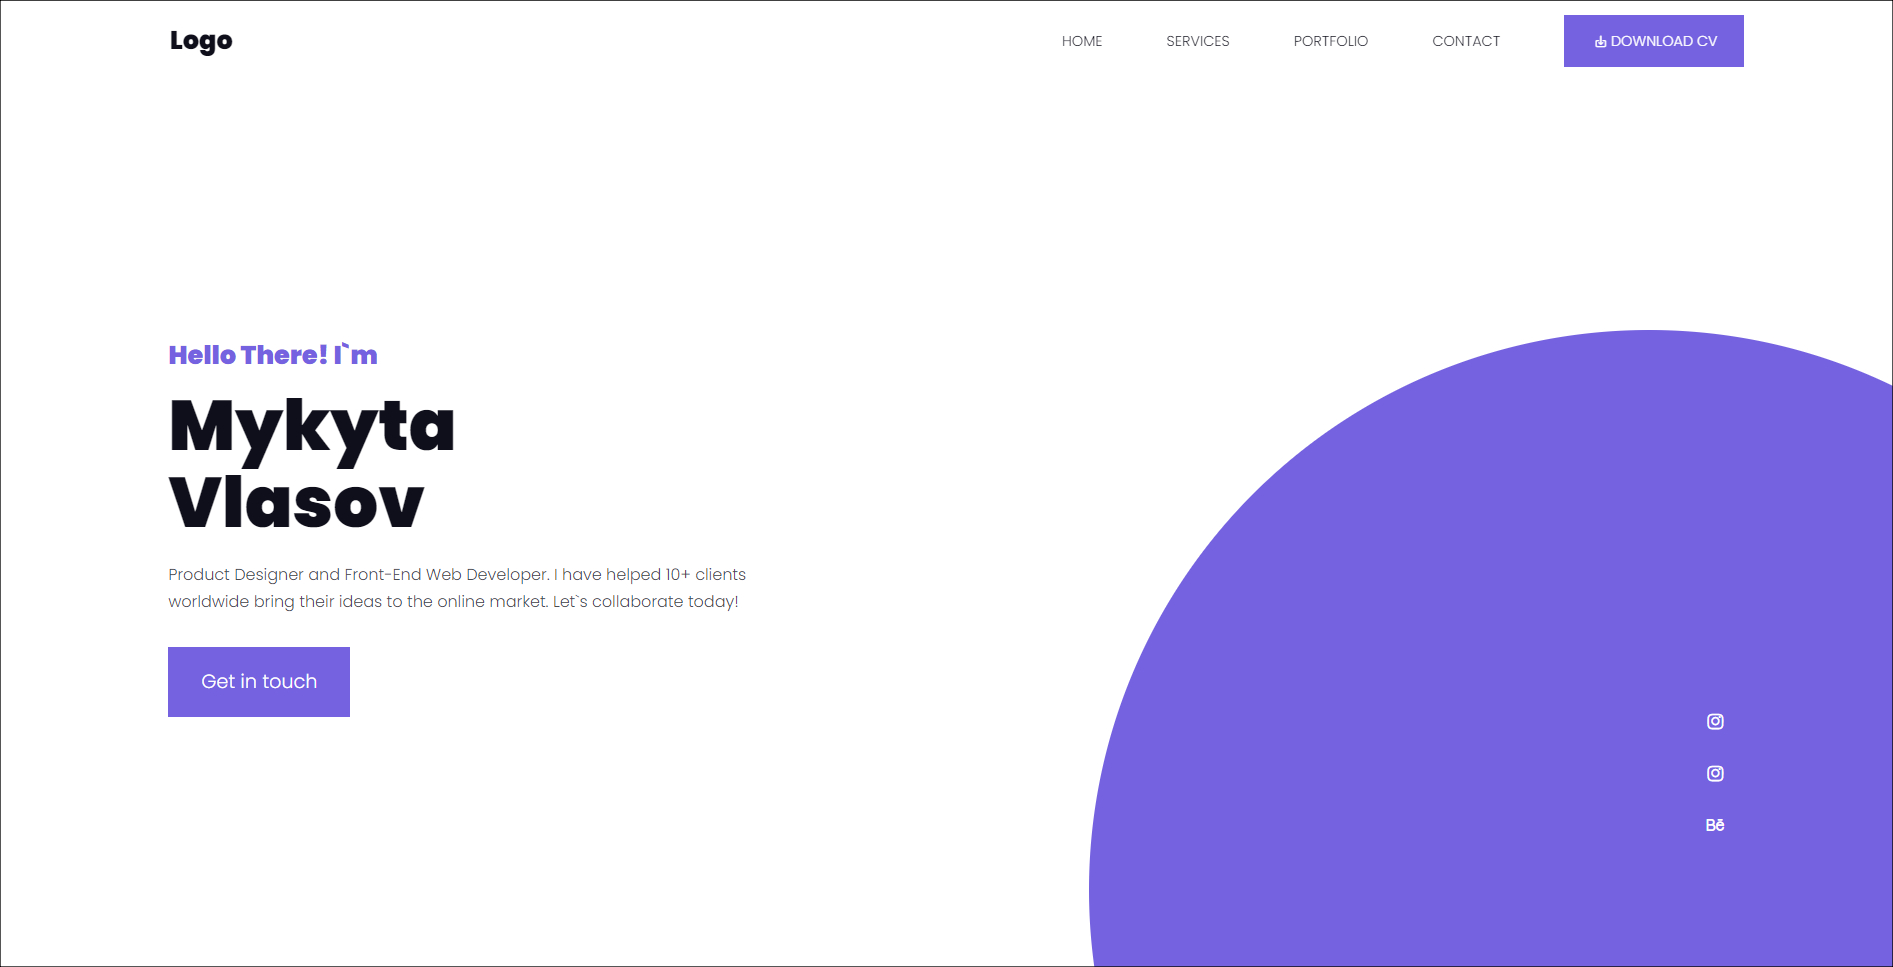 Logo
HOME SERVICES PORTFOLIO CONTACT DOWNLOAD CV
Hello There! I`m
Mykyta
Vlasov
Product Designer and Front-End Web Developer. I have helped 10+ clients
worldwide bring their ideas to the online market. Let`s collaborate today!
Get in touch
Bē